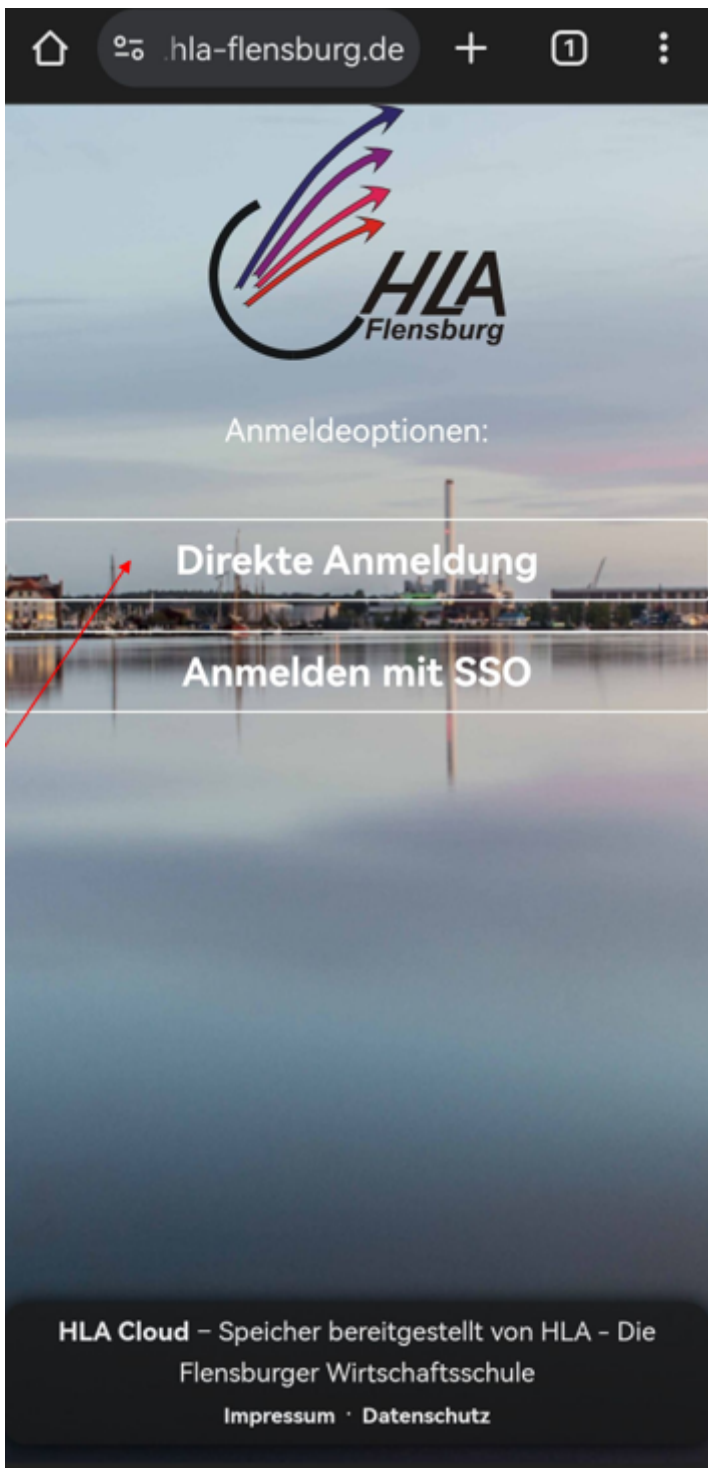 .hla-flensburg.de
1
HLA
Flensburg
Anmeldeoptionen:
Direkte Anmeldung
Anmelden mit SSO
HLA Cloud – Speicher bereitgestellt von HLA - Die
Flensburger Wirtschaftsschule
Impressum · Datenschutz